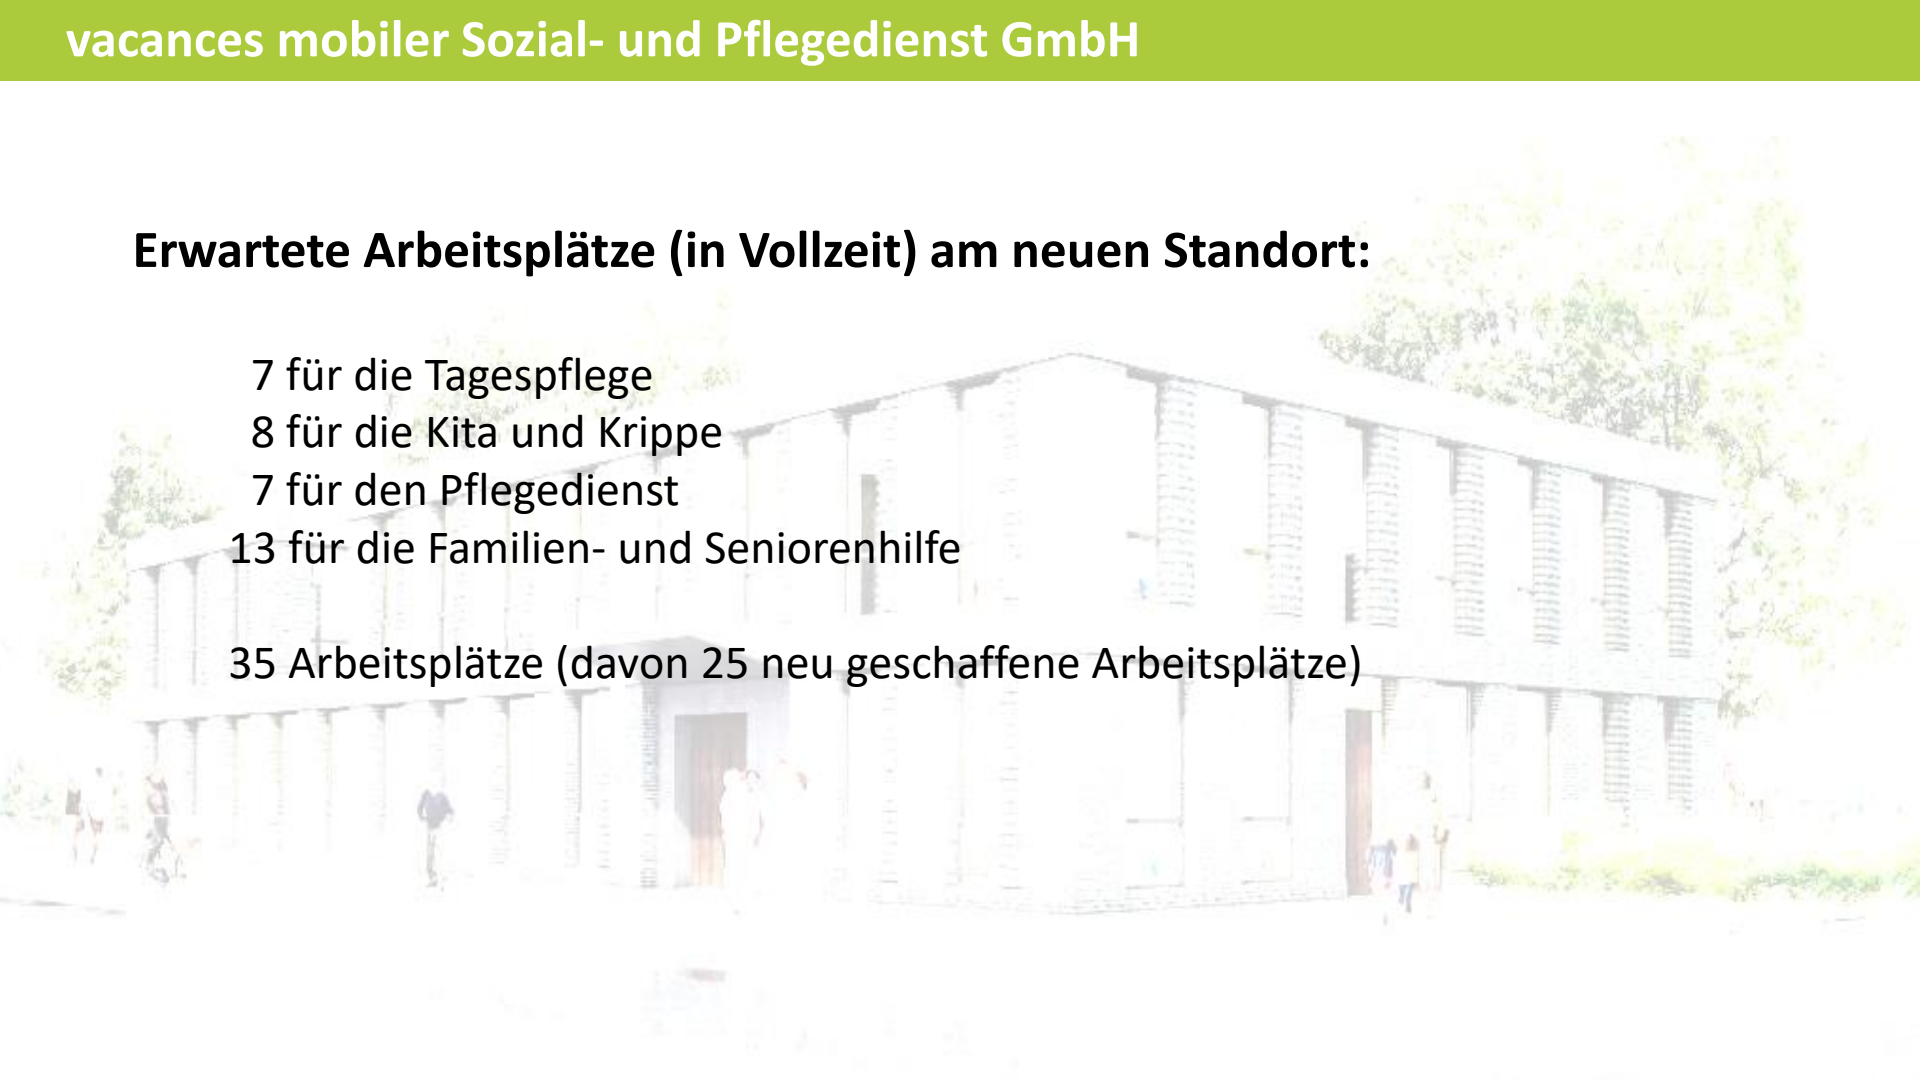 vacances mobiler Sozial- und Pflegedienst GmbH
Erwartete Arbeitsplätze (in Vollzeit) am neuen Standort:
7 für die Tagespflege
8 für die Kita und Krippe
7 für den Pflegedienst
13 für die Familien- und Seniorenhilfe
35 Arbeitsplätze (davon 25 neu geschaffene Arbeitsplätze)